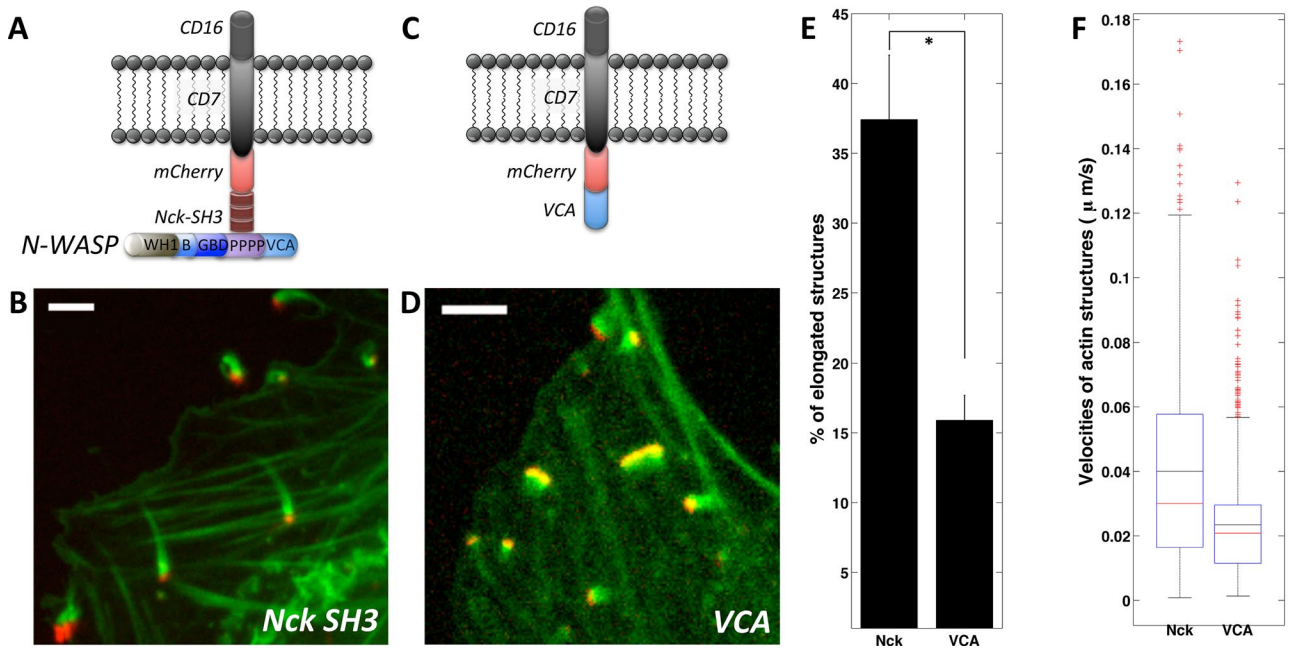 A
CD16
CD7
mCherry
Nck-SH3
N-WASP
WH1 B GBD PPPP VCA
B
Nck SH3
C
CD16
CD7
mCherry
VCA
D
VCA
E
% of elongated structures
45
40
35
30
25
20
15
10
5
*
Nck VCA
F
Velocities of actin structures ( μ m/s)
0.18
0.16
0.14
0.12
0.1
0.08
0.06
0.04
0.02
0
Nck VCA